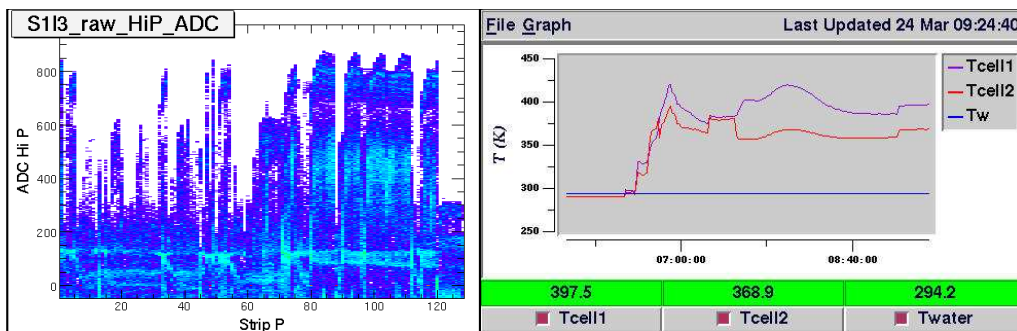 S1I3_raw_HiP_ADC
ADC Hi P
800
600
400
200
0
20 40 60 80 100 120
Strip P
File Graph Last Updated 24 Mar 09:24:40
T (K)
450
400
350
300
250
07:00:00 08:40:00
Tcell1
Tcell2
Tw
397.5 368.9 294.2
Tcell1 Tcell2 Twater